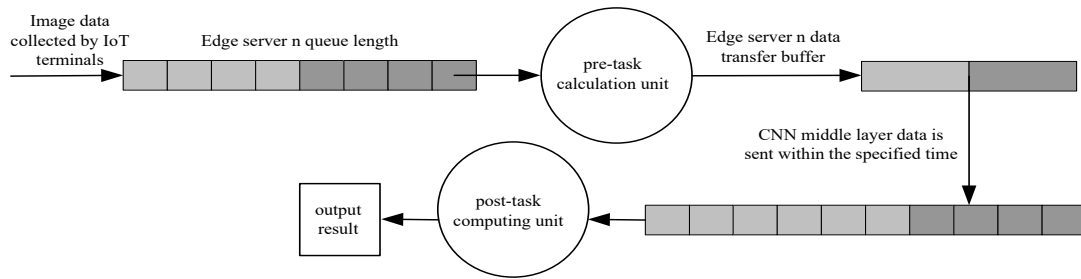 Image data
collected by IoT
terminals
Edge server n queue length
pre-task
calculation unit
Edge server n data
transfer buffer
CNN middle layer data is
sent within the specified time
post-task
computing unit
output
result